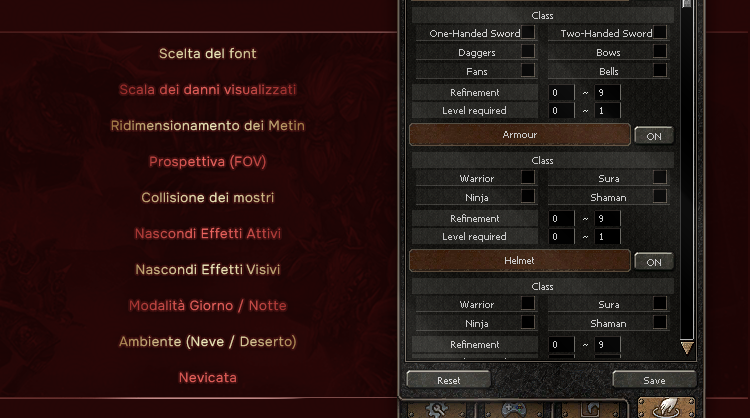 Scelta del font
Scala dei danni visualizzati
Ridimensionamento dei Metin
Prospettiva (FOV)
Collisione dei mostri
Nascondi Effetti Attivi
Nascondi Effetti Visivi
Modalità Giorno / Notte
Ambiente (Neve / Deserto)
Nevicata
Class
One-Handed Sword Two-Handed Sword
Daggers Bows
Fans Bells
Refinement 0 ~ 9
Level required 0 ~ 1
Armour ON
Class
Warrior Sura
Ninja Shaman
Refinement 0 ~ 9
Level required 0 ~ 1
Helmet ON
Class
Warrior Sura
Ninja Shaman
Refinement 0 ~ 9
Reset Save